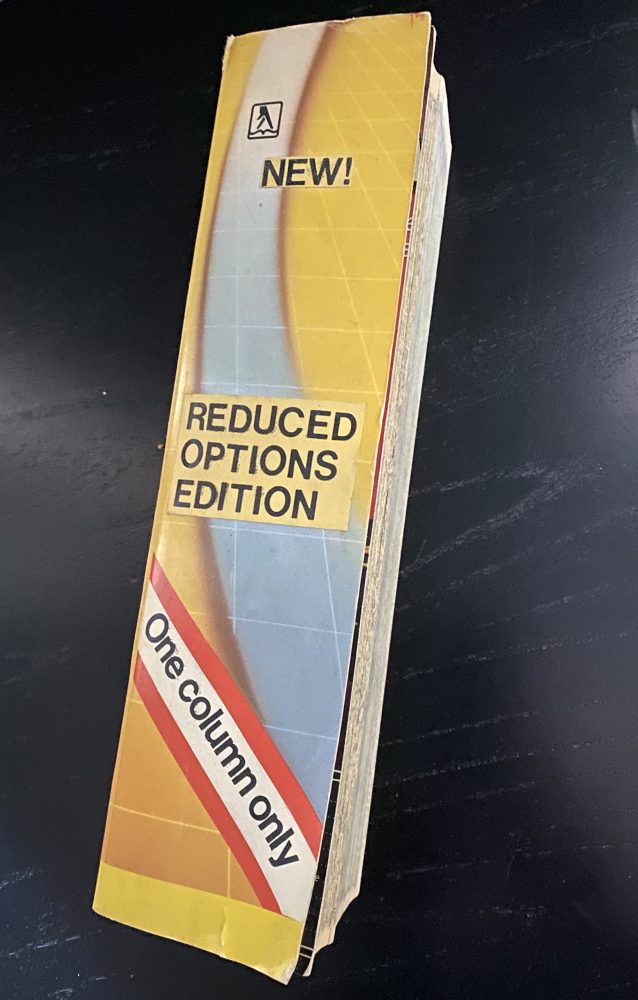 NEW!
REDUCED
OPTIONS
EDITION
One column only